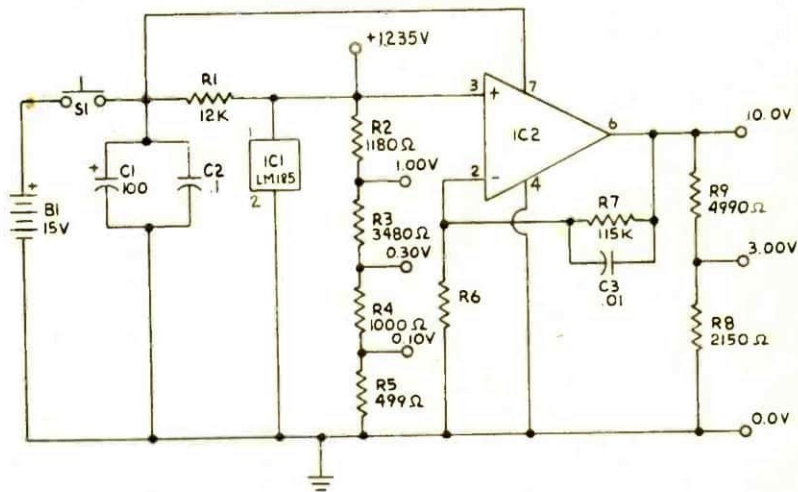 +1.235V
S1
R1
12K
3
+
7
IC2
6
10.0V
R2
1180Ω
1
IC1
LM185
2
+
C1
100
C2
.1
1.00V
2
-
4
R9
4990Ω
+
B1
15V
R3
3480Ω
R7
115K
0.30V
3.00V
C3
.01
R6
R4
1000Ω
R8
2150Ω
0.10V
R5
499Ω
0.0V